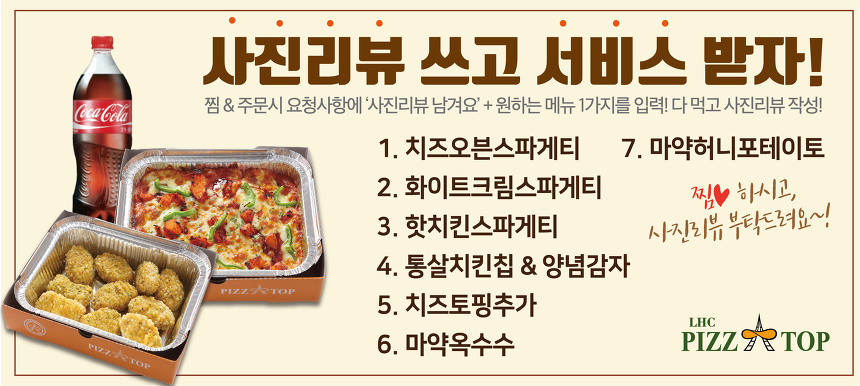 사진리뷰 쓰고 서비스 받자!
찜 & 주문시 요청사항에 ‘사진리뷰 남겨요’ + 원하는 메뉴 1가지를 입력! 다 먹고 사진리뷰 작성!
1. 치즈오븐스파게티
2. 화이트크림스파게티
3. 핫치킨스파게티
4. 통살치킨칩 & 양념감자
5. 치즈토핑추가
6. 마약옥수수
7. 마약허니포테이토
찜♥ 하시고,
사진리뷰 부탁드려요~!
Coca-Cola
PIZZ TOP
PIZZ TOP
LHC
PIZZ TOP